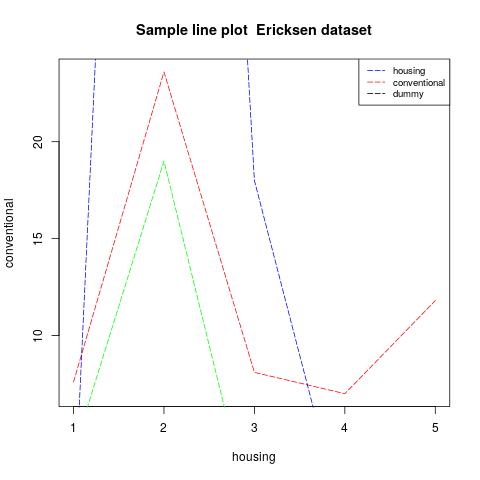 Sample line plot  Ericksen dataset
housing
conventional
dummy
conventional
20
15
10
1 2 3 4 5
housing